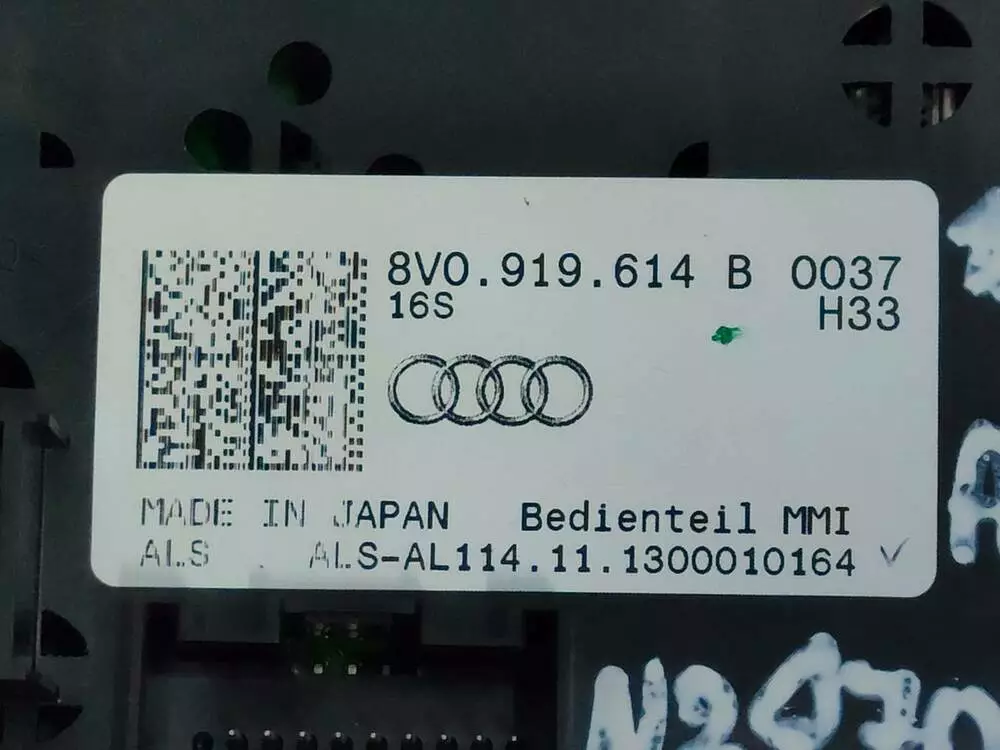 8V0.919.614 B 0037
16S H33
MADE IN JAPAN Bedienteil MMI
ALS ALS-AL114.11.1300010164